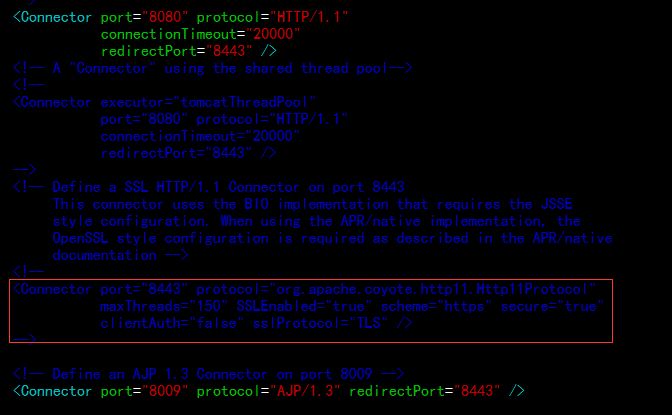 <Connector port="8080" protocol="HTTP/1.1"
connectionTimeout="20000"
redirectPort="8443" />
<!-- A "Connector" using the shared thread pool-->
<!--
<Connector executor="tomcatThreadPool"
port="8080" protocol="HTTP/1.1"
connectionTimeout="20000"
redirectPort="8443" />
-->
<!-- Define a SSL HTTP/1.1 Connector on port 8443
This connector uses the BIO implementation that requires the JSSE
style configuration. When using the APR/native implementation, the
OpenSSL style configuration is required as described in the APR/native
documentation -->
<!--
<Connector port="8443" protocol="org.apache.coyote.http11.Http11Protocol"
maxThreads="150" SSLEnabled="true" scheme="https" secure="true"
clientAuth="false" sslProtocol="TLS" />
-->
<!-- Define an AJP 1.3 Connector on port 8009 -->
<Connector port="8009" protocol="AJP/1.3" redirectPort="8443" />